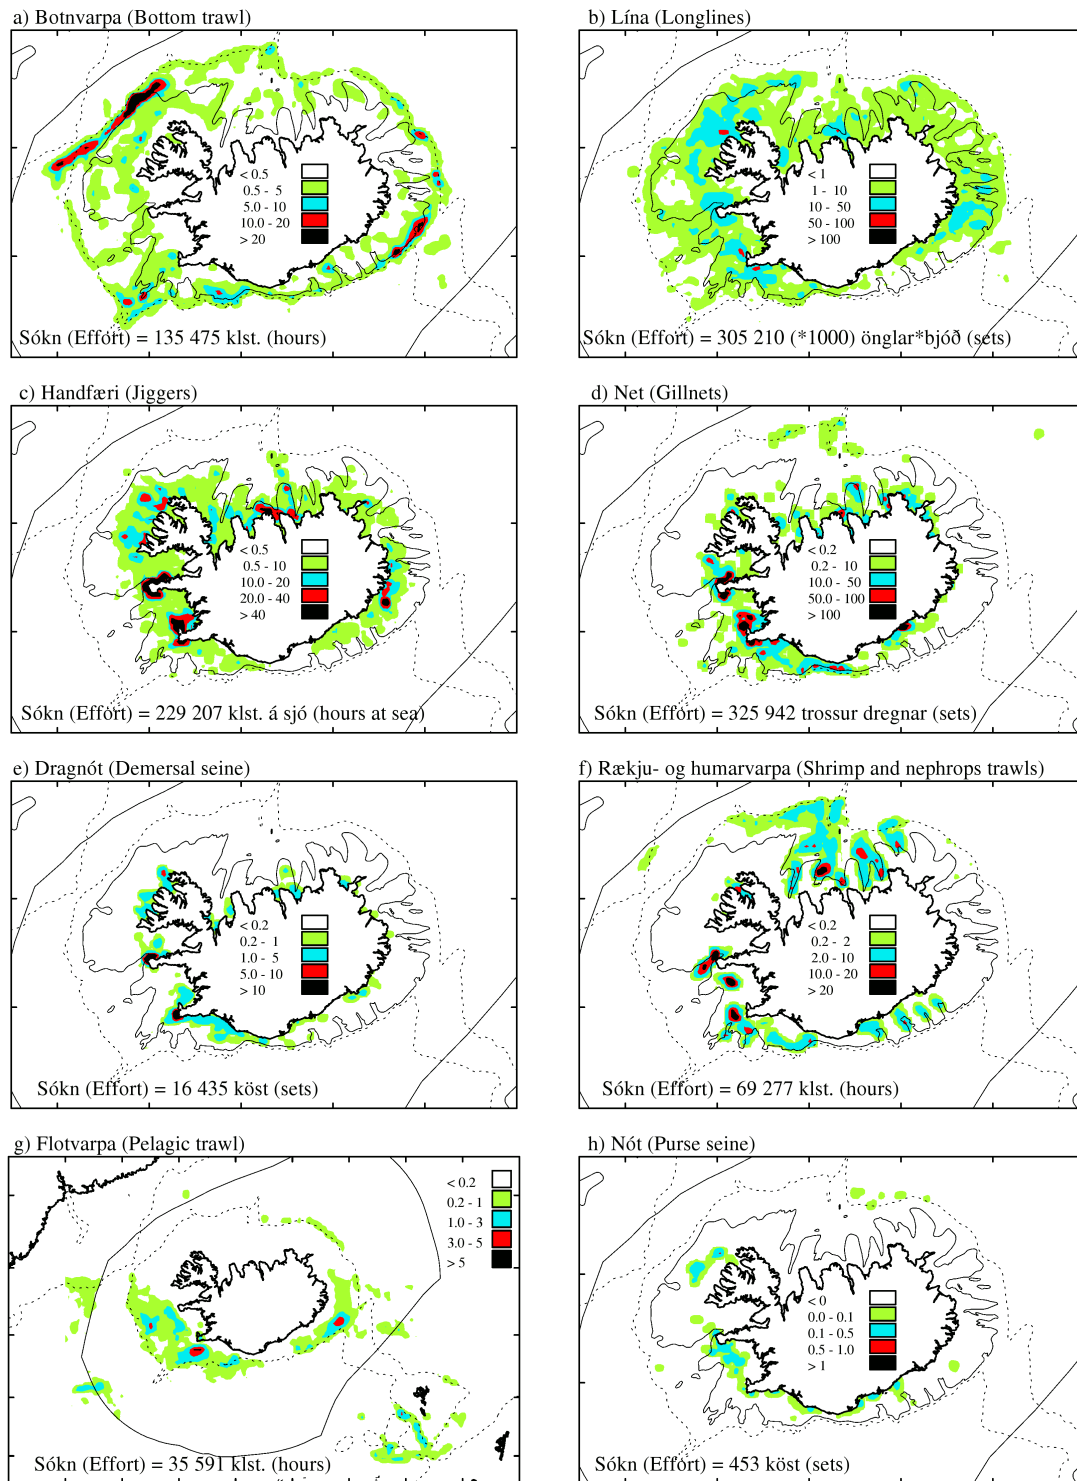 a) Botnvarpa (Bottom trawl)
< 0.5
0.5 - 5
5.0 - 10
10.0 - 20
> 20
Sókn (Effort) = 135 475 klst. (hours)
b) Lína (Longlines)
< 1
1 - 10
10 - 50
50 - 100
> 100
Sókn (Effort) = 305 210 (*1000) önglar*bjóð (sets)
c) Handfæri (Jiggers)
< 0.5
0.5 - 10
10.0 - 20
20.0 - 40
> 40
Sókn (Effort) = 229 207 klst. á sjó (hours at sea)
d) Net (Gillnets)
< 0.2
0.2 - 10
10.0 - 50
50.0 - 100
> 100
Sókn (Effort) = 325 942 trossur dregnar (sets)
e) Dragnót (Demersal seine)
< 0.2
0.2 - 1
1.0 - 5
5.0 - 10
> 10
Sókn (Effort) = 16 435 köst (sets)
f) Rækju- og humarvarpa (Shrimp and nephrops trawls)
< 0.2
0.2 - 2
2.0 - 10
10.0 - 20
> 20
Sókn (Effort) = 69 277 klst. (hours)
g) Flotvarpa (Pelagic trawl)
< 0.2
0.2 - 1
1.0 - 3
3.0 - 5
> 5
Sókn (Effort) = 35 591 klst. (hours)
h) Nót (Purse seine)
< 0
0.0 - 0.1
0.1 - 0.5
0.5 - 1.0
> 1
Sókn (Effort) = 453 köst (sets)